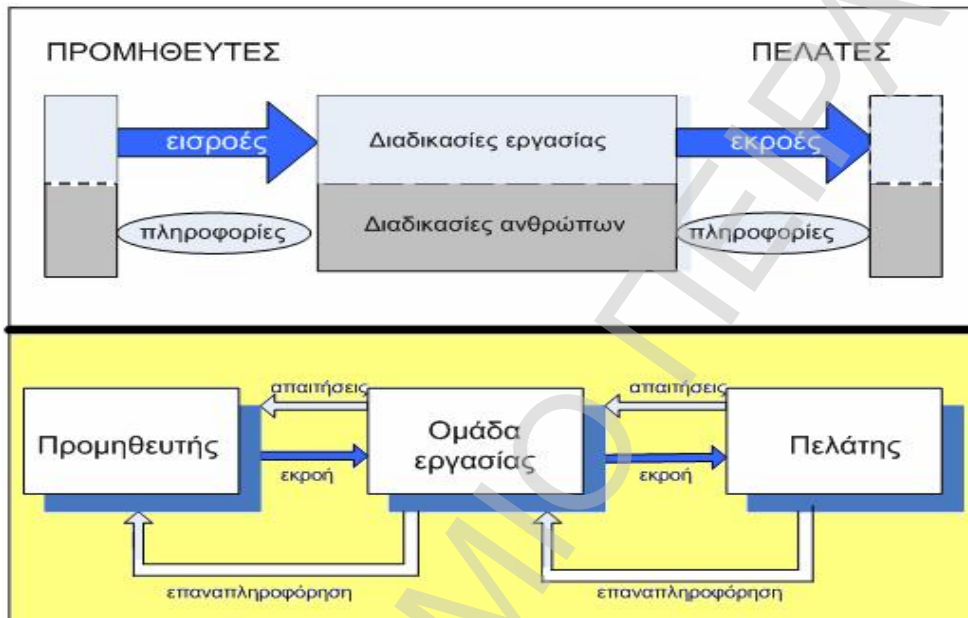 ΠΡΟΜΗΘΕΥΤΕΣ
ΠΕΛΑΤΕΣ
εισροές
Διαδικασίες εργασίας
εκροές
πληροφορίες
Διαδικασίες ανθρώπων
πληροφορίες
απαιτήσεις
απαιτήσεις
Προμηθευτής
Ομάδα
εργασίας
Πελάτης
εκροή
εκροή
επαναπληροφόρηση
επαναπληροφόρηση